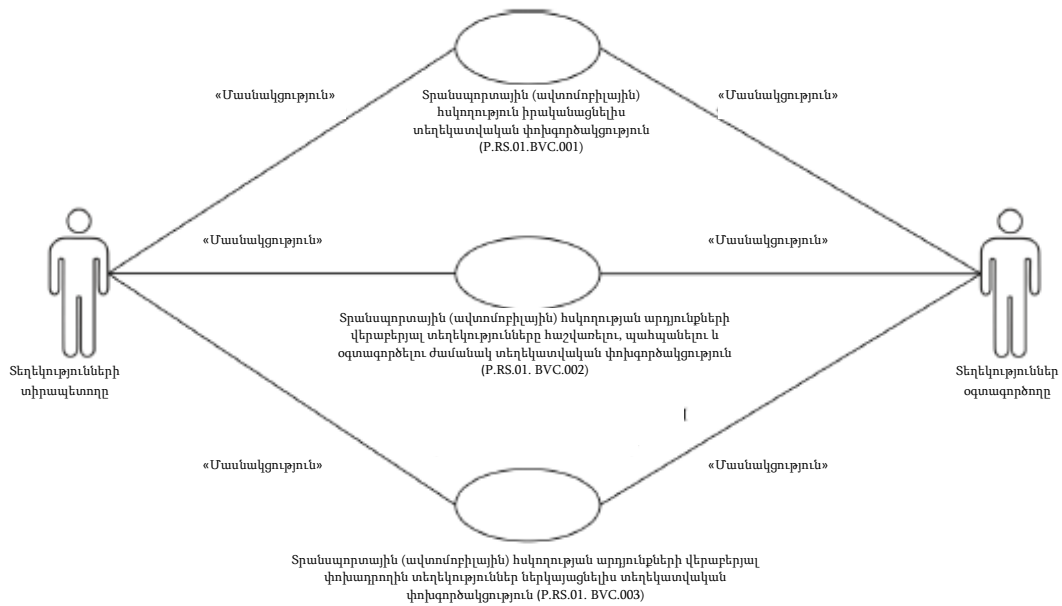 «Մասնակցություն»
«Մասնակցություն»
Տրանսպորտային (ավտոմոբիլային)
հսկողություն իրականացնելիս
տեղեկատվական փոխգործակցություն
(P.RS.01.BVC.001)
«Մասնակցություն»
«Մասնակցություն»
Տրանսպորտային (ավտոմոբիլային) հսկողության արդյունքների
վերաբերյալ տեղեկությունները հաշվառելու, պահպանելու և
օգտագործելու ժամանակ տեղեկատվական փոխգործակցություն
(P.RS.01. BVC.002)
Տեղեկությունների
տիրապետողը
Տեղեկություններ
օգտագործողը
«Մասնակցություն»
«Մասնակցություն»
Տրանսպորտային (ավտոմոբիլային) հսկողության արդյունքների վերաբերյալ
փոխադրողին տեղեկություններ ներկայացնելիս տեղեկատվական
փոխգործակցություն (P.RS.01. BVC.003)